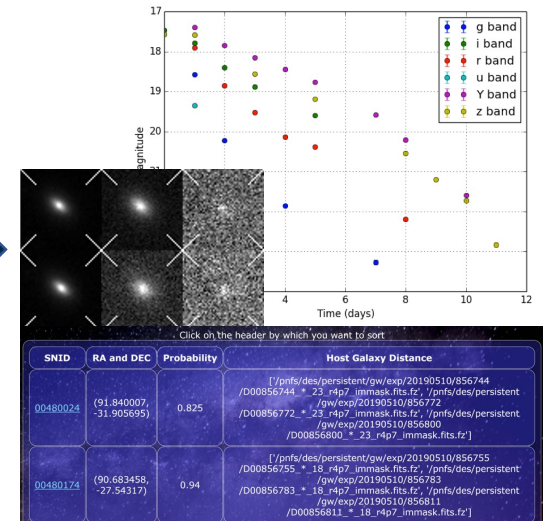 17
18
19
20
21
agnitude
g band
i band
r band
u band
Y band
z band
4
6
8
10
12
Time (days)
Click on the header by which you want to sort
SNID
RA and DEC
Probability
Host Galaxy Distance
00480024
(91.840007,
-31.905695)
0.825
['/pnfs/des/persistent/gw/exp/20190510/856744
/D00856744_*_23_r4p7_immask.fits.fz', '/pnfs/des/persistent
/gw/exp/20190510/856772
/D00856772_*_23_r4p7_immask.fits.fz', '/pnfs/des/persistent
/gw/exp/20190510/856800
/D00856800_*_23_r4p7_immask.fits.fz']
00480174
(90.683458,
-27.54317)
0.94
['/pnfs/des/persistent/gw/exp/20190510/856755
/D00856755_*_18_r4p7_immask.fits.fz', '/pnfs/des/persistent
/gw/exp/20190510/856783
/D00856783_*_18_r4p7_immask.fits.fz', '/pnfs/des/persistent
/gw/exp/20190510/856811
/D00856811_*_18_r4p7_immask.fits.fz']